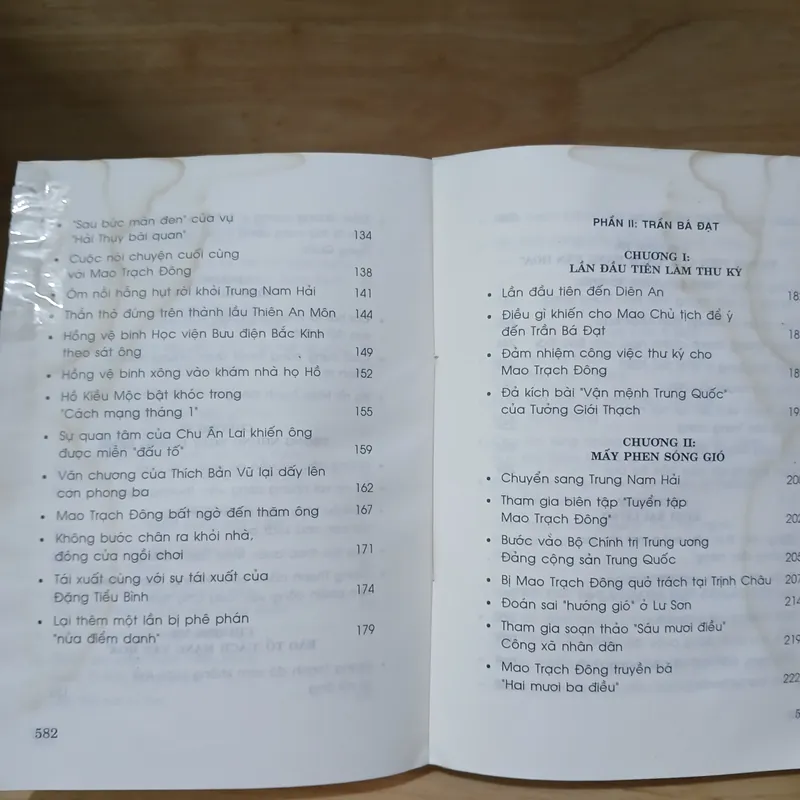 • "Sau bức màn đen" của vụ
"Hải Thụy bãi quan" 134
• Cuộc nói chuyện cuối cùng
với Mao Trạch Đông 138
• Ôm nỗi hẫng hụt rời khỏi Trung Nam Hải 141
• Thẫn thờ đứng trên thành lầu Thiên An Môn 144
• Hồng vệ binh Học viện Bưu điện Bắc Kinh
theo sát ông 149
• Hồng vệ binh xông vào khám nhà họ Hồ 152
• Hồ Kiều Mộc bật khóc trong
"Cách mạng tháng 1" 155
• Sự quan tâm của Chu Ân Lai khiến ông
được miễn "đấu tố" 159
• Văn chương của Thích Bản Vũ lại dấy lên
cơn phong ba 162
• Mao Trạch Đông bất ngờ đến thăm ông 167
• Không bước chân ra khỏi nhà,
đóng cửa ngồi chơi 171
• Tái xuất cùng với sự tái xuất của
Đặng Tiểu Bình 174
• Lại thêm một lần bị phê phán
"nửa điểm danh" 179
582
PHẦN II: TRẦN BÁ ĐẠT
CHƯƠNG I:
LẦN ĐẦU TIÊN LÀM THƯ KÝ
• Lần đầu tiên đến Diên An
• Điều gì khiến cho Mao Chủ tịch để ý
đến Trần Bá Đạt
• Đảm nhiệm công việc thư ký cho
Mao Trạch Đông
• Đả kích bài "Vận mệnh Trung Quốc"
của Tưởng Giới Thạch
CHƯƠNG II:
MẤY PHEN SÓNG GIÓ
• Chuyển sang Trung Nam Hải
• Tham gia biên tập "Tuyển tập
Mao Trạch Đông" 202
• Bước vào Bộ Chính trị Trung ương
Đảng cộng sản Trung Quốc 205
• Bị Mao Trạch Đông quở trách tại Trịnh Châu 207
• Đoán sai "hướng gió" ở Lư Sơn 214
• Tham gia soạn thảo "Sáu mươi điều"
Công xã nhân dân 219
• Mao Trạch Đông truyền bá
"Hai mươi ba điều" 222